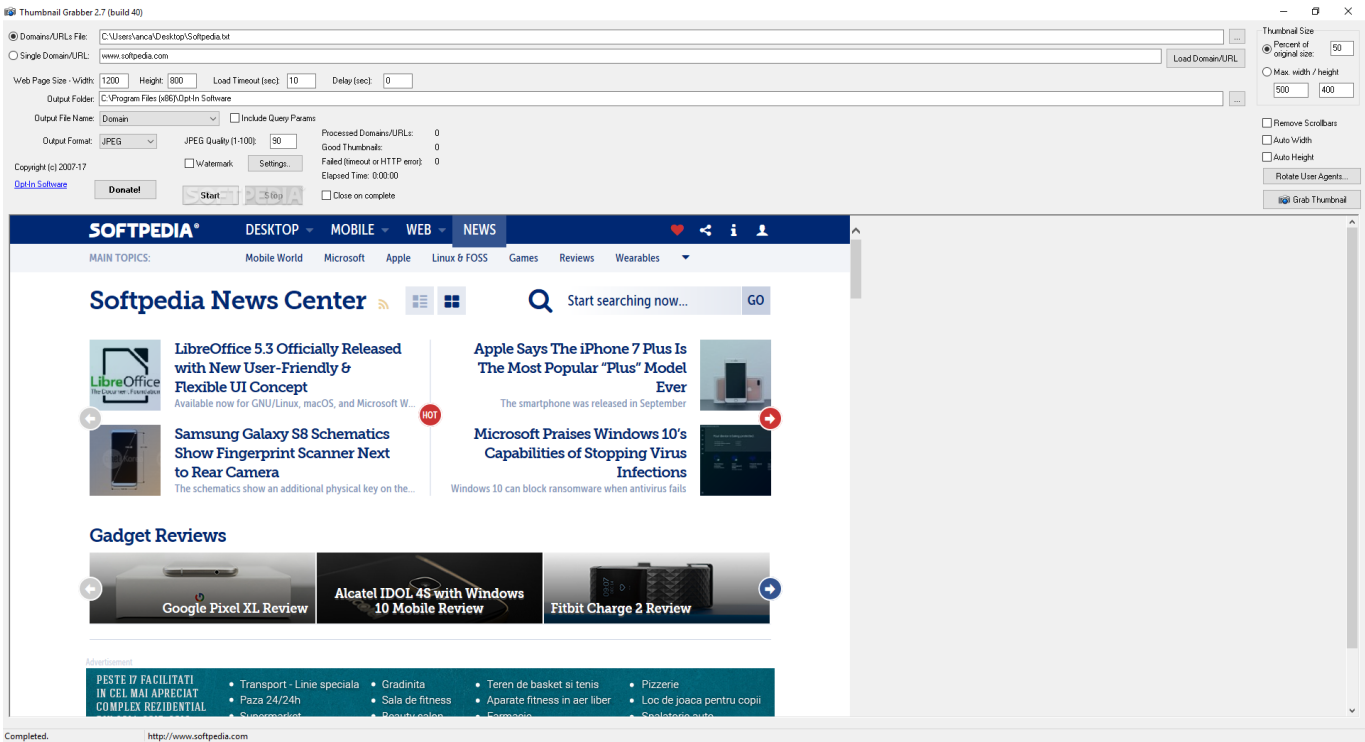 Thumbnail Grabber 2.7 (build 40)
Domains/URLs File: C:\Users\anca\Desktop\Softpedia.txt ...
Single Domain/URL: www.softpedia.com Load Domain/URL
Web Page Size - Width: 1200 Height: 800 Load Timeout (sec): 10 Delay (sec): 0
Output Folder: C:\Program Files (x86)\Opt-In Software ...
Output File Name: Domain Include Query Params
Output Format: JPEG JPEG Quality (1-100): 90
Watermark Settings..
Processed Domains/URLs: 0
Good Thumbnails: 0
Failed (timeout or HTTP error): 0
Elapsed Time: 0:00:00
Copyright (c) 2007-17
Opt-In Software
Donate!
Start
Stop
SOFTPEDIA
Close on complete
Thumbnail Size
Percent of
original size: 50
Max. width / height
500 400
Remove Scrollbars
Auto Width
Auto Height
Rotate User Agents...
Grab Thumbnail
SOFTPEDIA® DESKTOP MOBILE WEB NEWS
MAIN TOPICS: Mobile World Microsoft Apple Linux & FOSS Games Reviews Wearables
Softpedia News Center Start searching now... GO
LibreOffice
The Document Foundation
LibreOffice 5.3 Officially Released
with New User-Friendly &
Flexible UI Concept
Available now for GNU/Linux, macOS, and Microsoft W...
Apple Says The iPhone 7 Plus Is
The Most Popular “Plus” Model
Ever
The smartphone was released in September
HOT
Samsung Galaxy S8 Schematics
Show Fingerprint Scanner Next
to Rear Camera
The schematics show an additional physical key on the...
Microsoft Praises Windows 10’s
Capabilities of Stopping Virus
Infections
Windows 10 can block ransomware when antivirus fails
Gadget Reviews
Google Pixel XL Review
Alcatel IDOL 4S with Windows
10 Mobile Review
Fitbit Charge 2 Review
Advertisement
PESTE 17 FACILITATI
IN CEL MAI APRECIAT
COMPLEX REZIDENTIAL
• Transport - Linie speciala • Gradinita • Teren de basket si tenis • Pizzerie
• Paza 24/24h • Sala de fitness • Aparate fitness in aer liber • Loc de joaca pentru copii
• Supermarket • Beauty salon • Farmacie • Spalatorie auto
Completed. http://www.softpedia.com